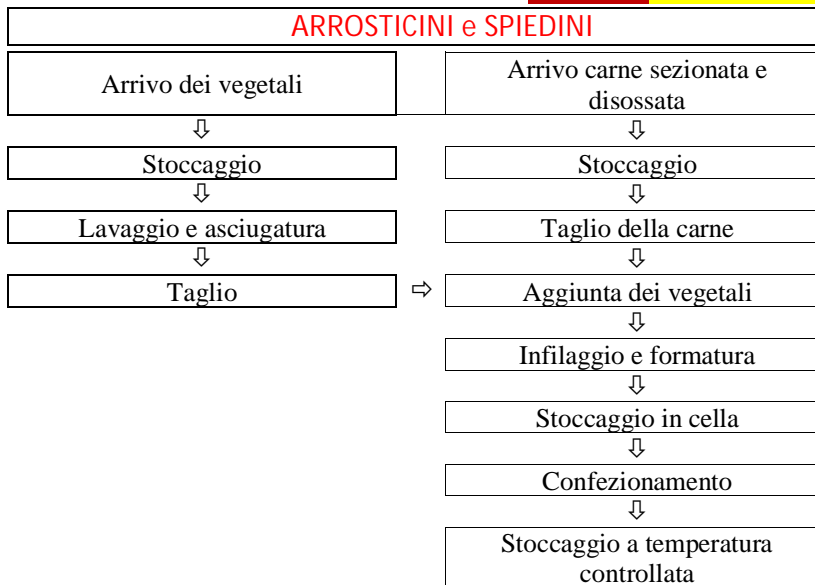 ARROSTICINI e SPIEDINI
Arrivo dei vegetali
Arrivo carne sezionata e
disossata
⇩
⇩
Stoccaggio
Stoccaggio
⇩
⇩
Lavaggio e asciugatura
Taglio della carne
⇩
⇩
Taglio
⇨
Aggiunta dei vegetali
⇩
Infilaggio e formatura
⇩
Stoccaggio in cella
⇩
Confezionamento
⇩
Stoccaggio a temperatura
controllata